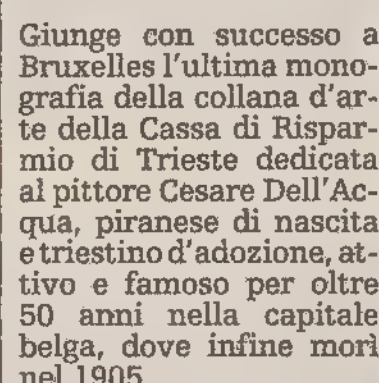 Giunge con successo a
Bruxelles l'ultima mono-
grafia della collana d'ar-
te della Cassa di Rispar-
mio di Trieste dedicata
al pittore Cesare Dell'Ac-
qua, piranese di nascita
e triestino d'adozione, at-
tivo e famoso per oltre
50 anni nella capitale
belga, dove infine morì
nel 1905